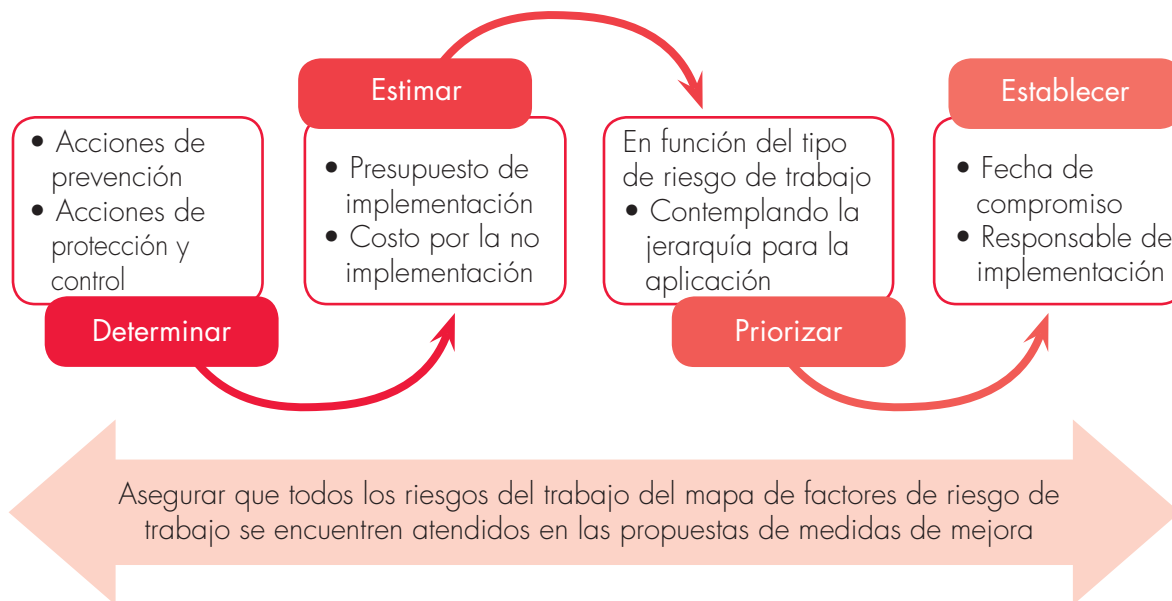 • Acciones de
prevención
• Acciones de
protección y
control
Determinar
Estimar
• Presupuesto de
implementación
• Costo por la no
implementación
En función del tipo
de riesgo de trabajo
• Contemplando la
jerarquía para la
aplicación
Priorizar
Establecer
• Fecha de
compromiso
• Responsable de
implementación
Asegurar que todos los riesgos del trabajo del mapa de factores de riesgo de
trabajo se encuentren atendidos en las propuestas de medidas de mejora